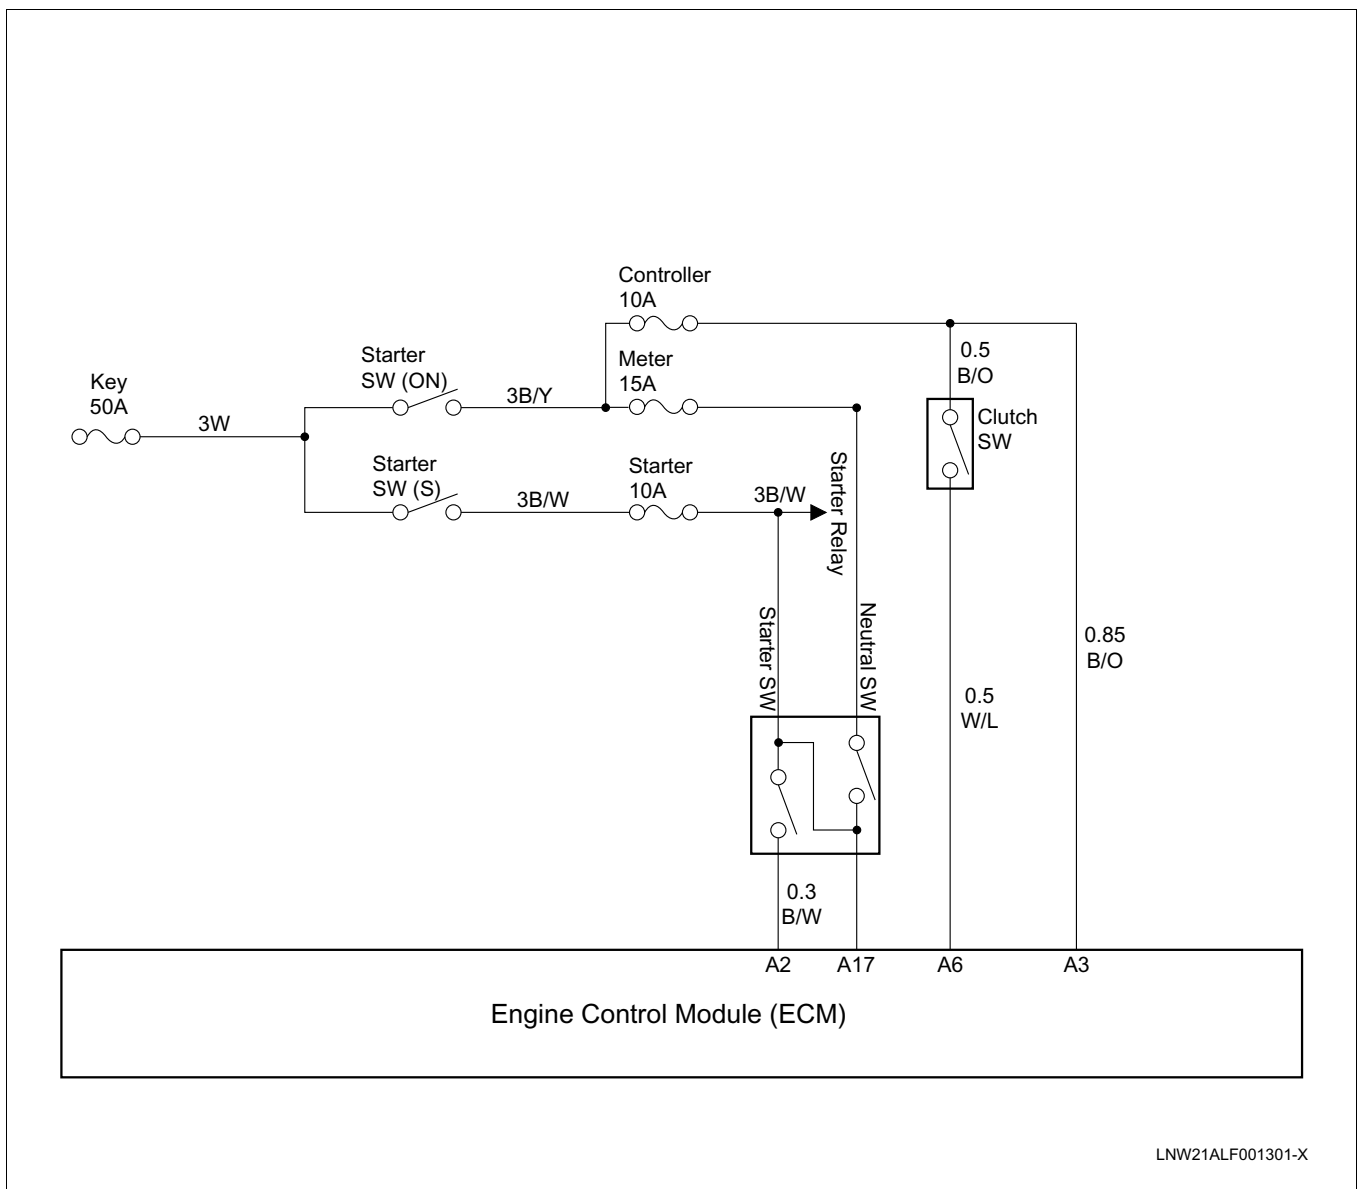 Controller
10A
Starter
SW (ON)
Meter
15A
0.5
B/O
Key
50A
3B/Y
3W
Clutch
SW
Starter
SW (S)
Starter
10A
3B/W
3B/W
Starter Relay
Starter SW
Neutral SW
0.85
B/O
0.5
W/L
0.3
B/W
A2
A17
A6
A3
Engine Control Module (ECM)
LNW21ALF001301-X